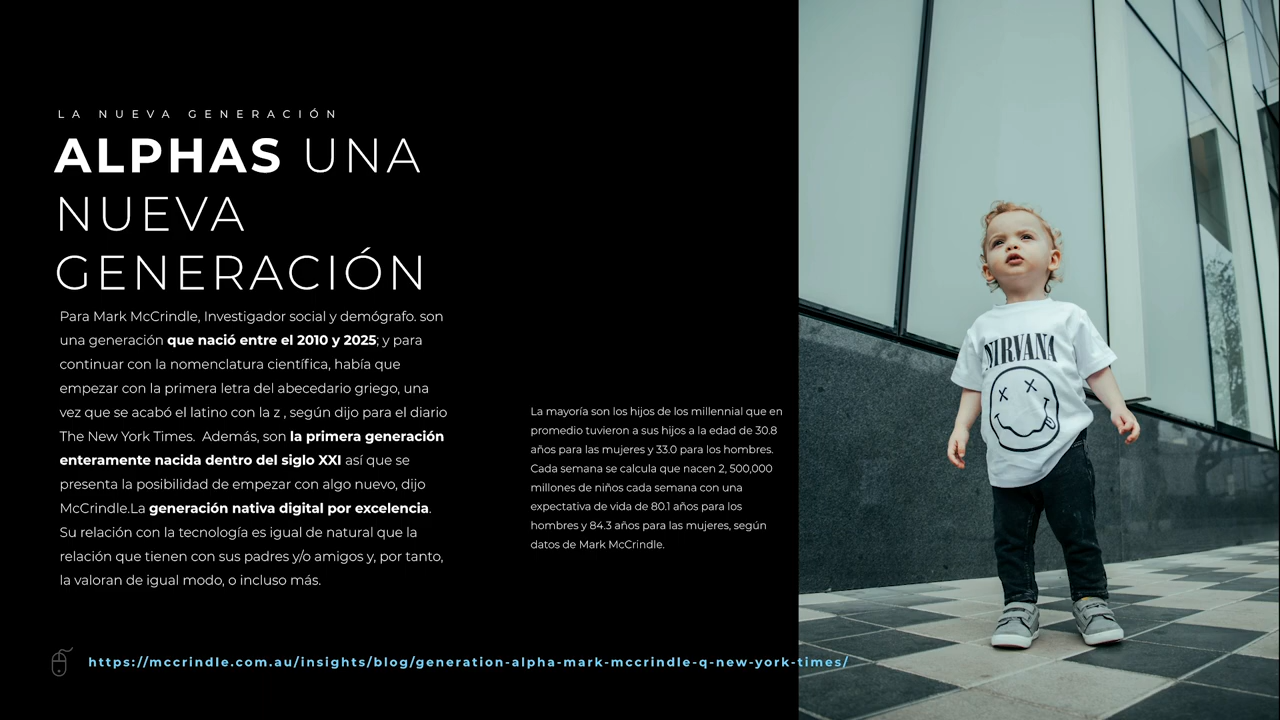 LA NUEVA GENERACIÓN
ALPHAS UNA
NUEVA
GENERACIÓN
Para Mark McCrindle, Investigador social y demógrafo. son
una generación que nació entre el 2010 y 2025; y para
continuar con la nomenclatura científica, había que
empezar con la primera letra del abecedario griego, una
vez que se acabó el latino con la z , según dijo para el diario
The New York Times.  Además, son la primera generación
enteramente nacida dentro del siglo XXI así que se
presenta la posibilidad de empezar con algo nuevo, dijo
McCrindle.La generación nativa digital por excelencia.
Su relación con la tecnología es igual de natural que la
relación que tienen con sus padres y/o amigos y, por tanto,
la valoran de igual modo, o incluso más.
La mayoría son los hijos de los millennial que en
promedio tuvieron a sus hijos a la edad de 30.8
años para las mujeres y 33.0 para los hombres.
Cada semana se calcula que nacen 2, 500,000
millones de niños cada semana con una
expectativa de vida de 80.1 años para los
hombres y 84.3 años para las mujeres, según
datos de Mark McCrindle.
https://mccrindle.com.au/insights/blog/generation-alpha-mark-mccrindle-q-new-york-times/
NIRVANA